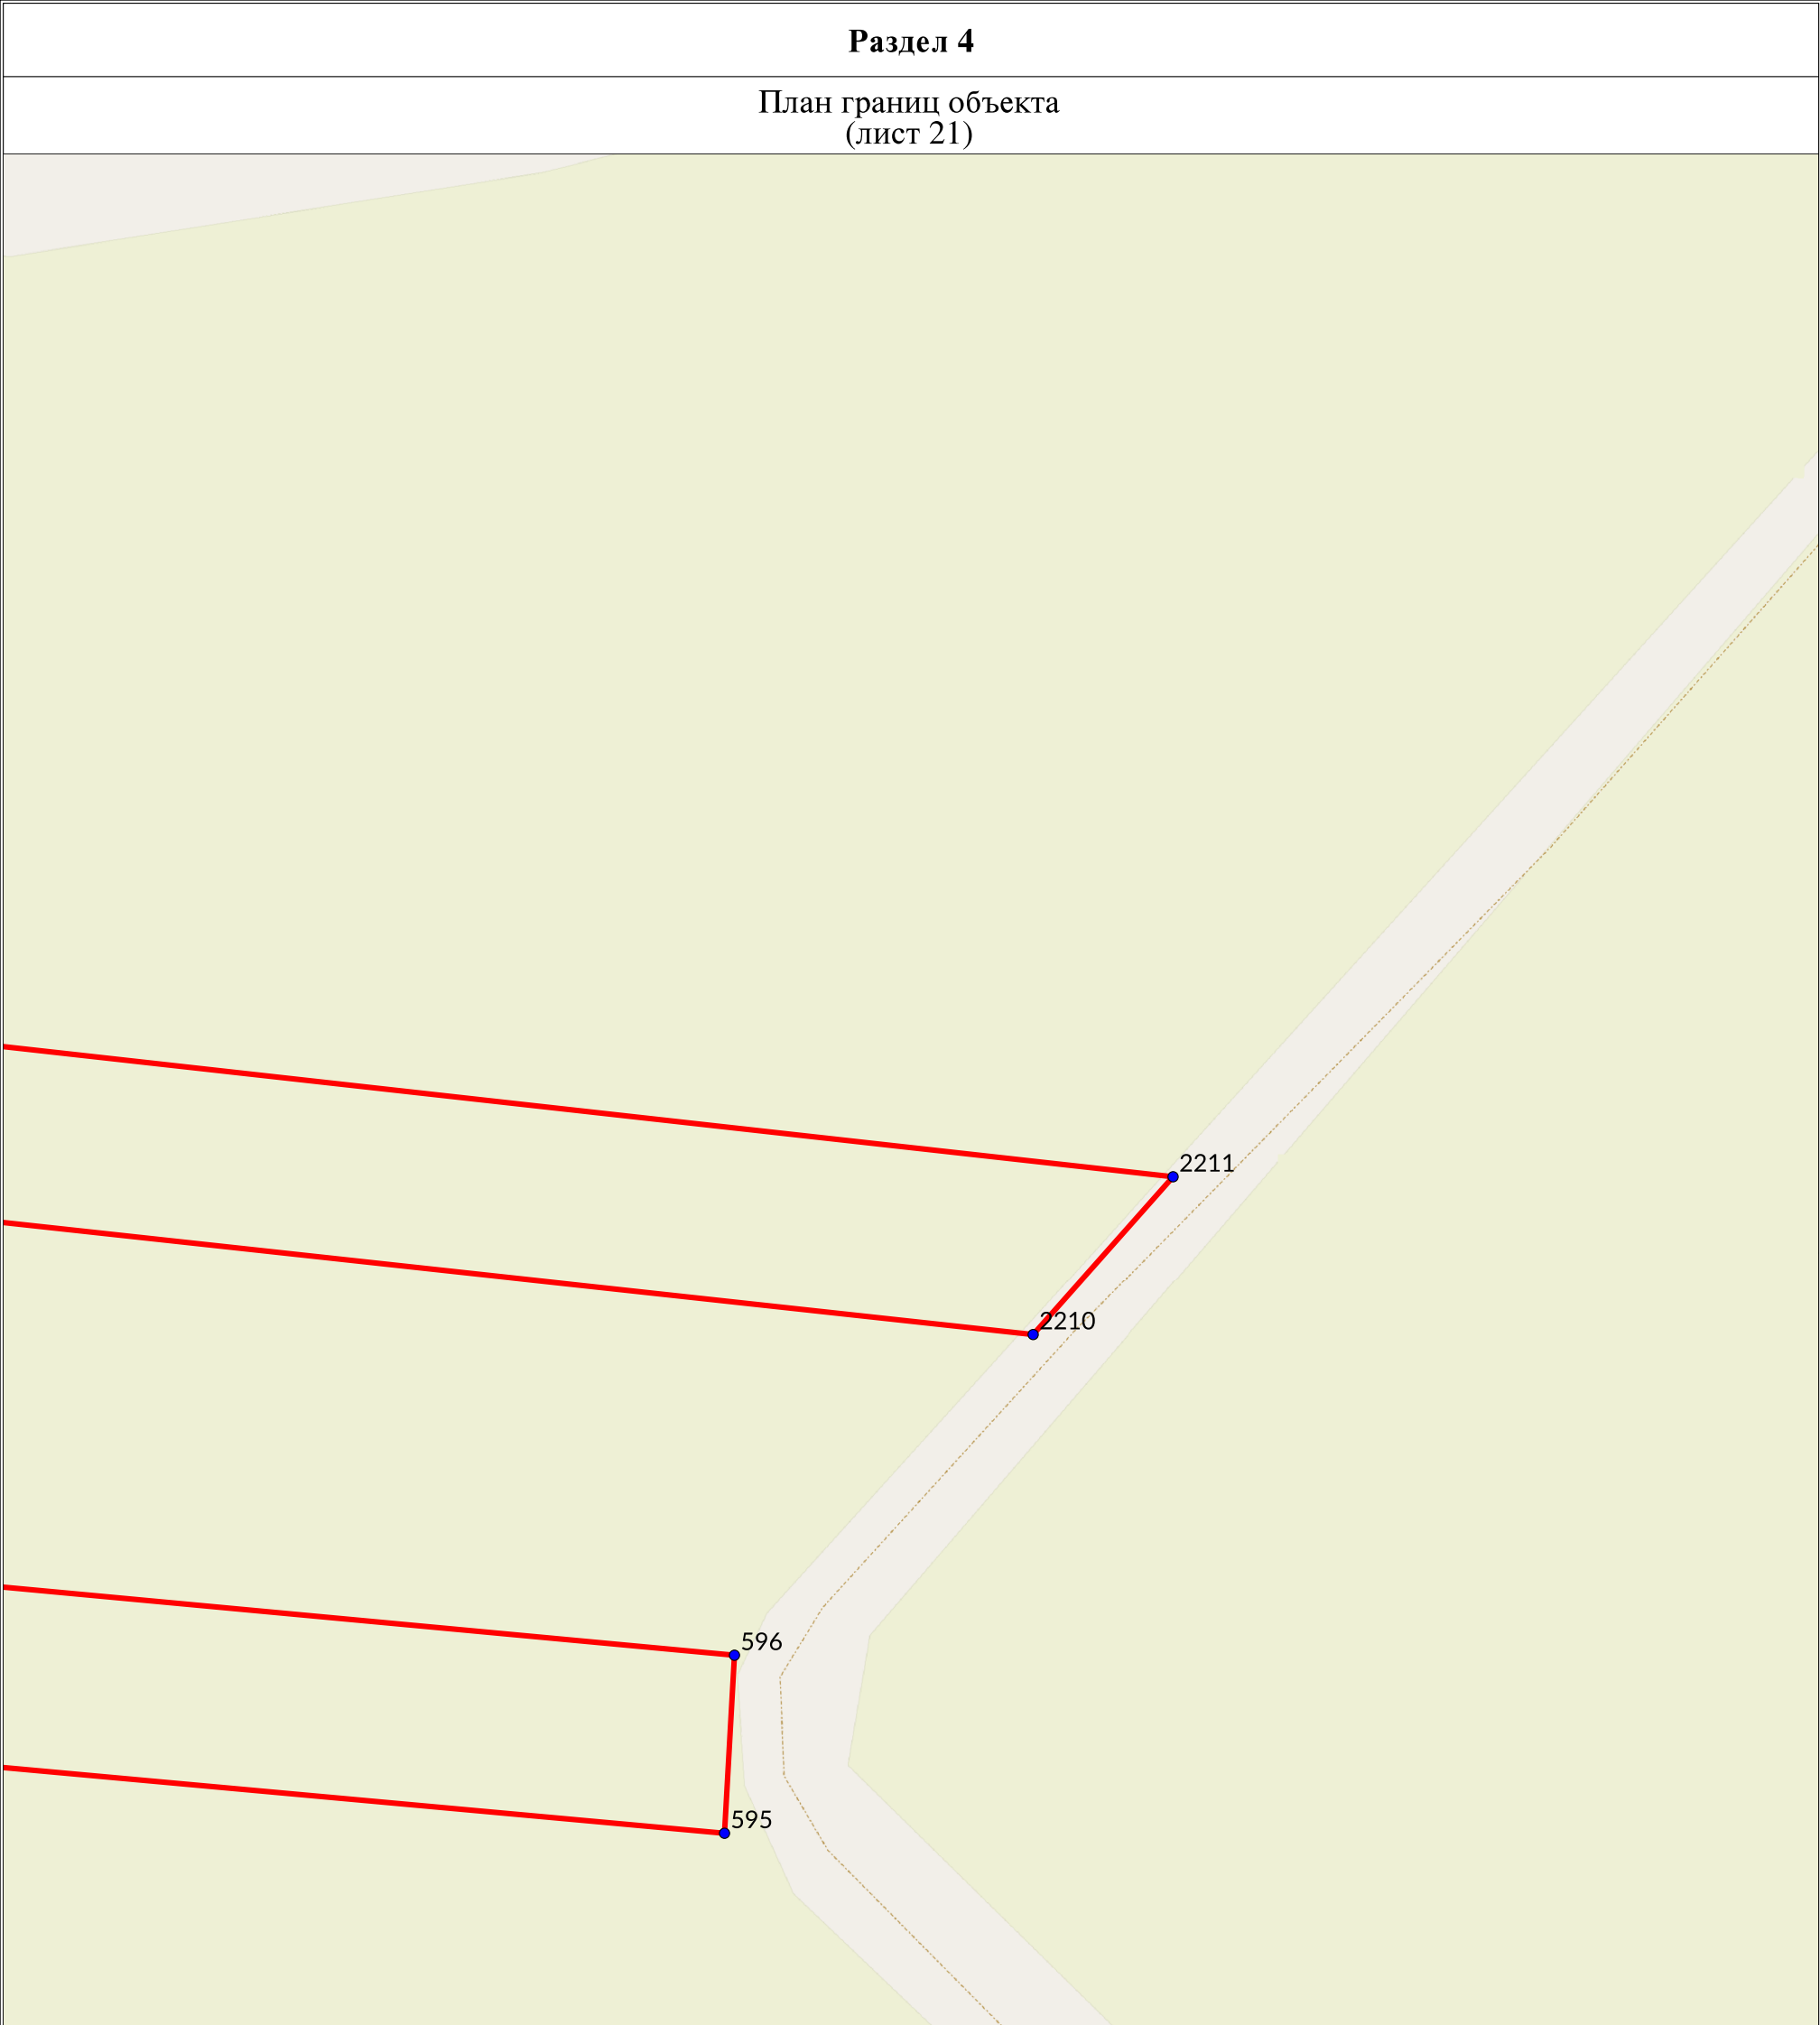 Раздел 4
План границ объекта
(лист 21)
2211
2210
596
595